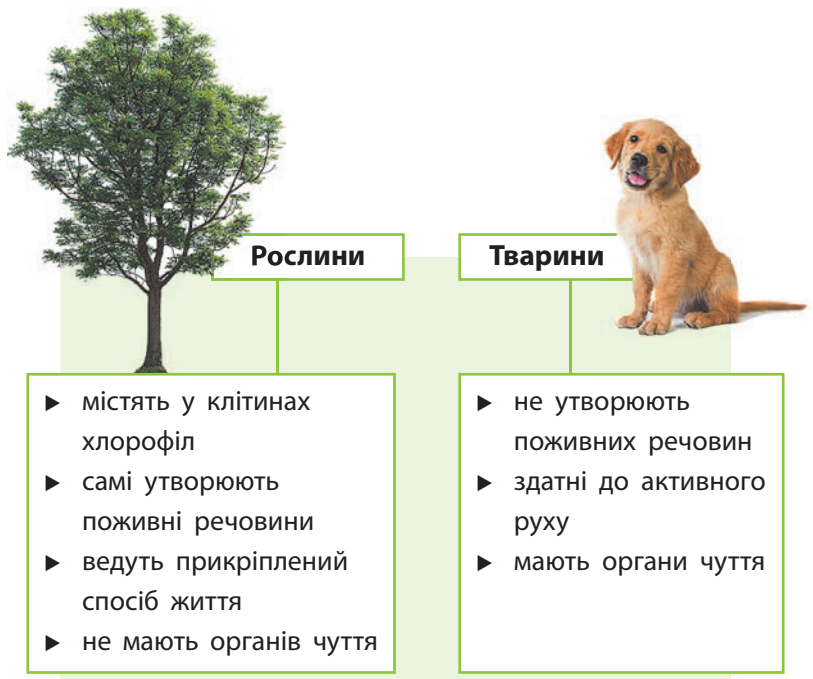 Рослини
▶ містять у клітинах
хлорофіл
▶ самі утворюють
поживні речовини
▶ ведуть прикріплений
спосіб життя
▶ не мають органів чуття
Тварини
▶ не утворюють
поживних речовин
▶ здатні до активного
руху
▶ мають органи чуття